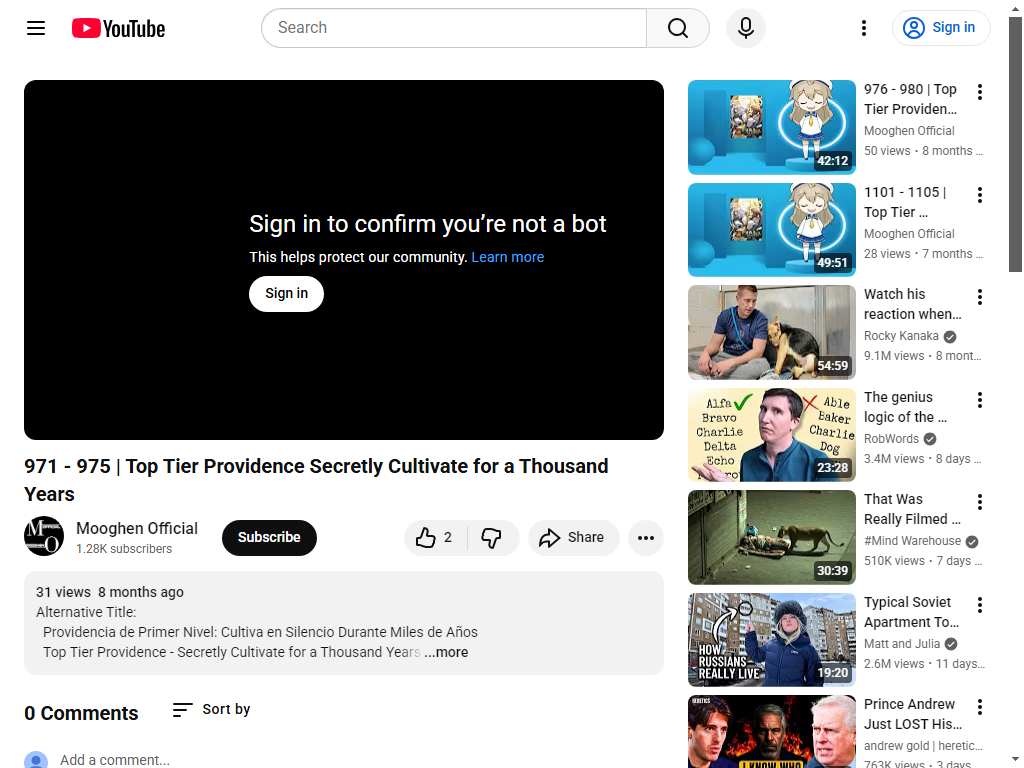 YouTube
Search
Sign in
Sign in to confirm you’re not a bot
This helps protect our community. Learn more
Sign in
971 - 975 | Top Tier Providence Secretly Cultivate for a Thousand
Years
Mooghen Official
1.28K subscribers
Subscribe
2
Share
31 views 8 months ago
Alternative Title:
Providencia de Primer Nivel: Cultiva en Silencio Durante Miles de Años
Top Tier Providence - Secretly Cultivate for a Thousand Years ...more
0 Comments
Sort by
Add a comment...
42:12
976 - 980 | Top
Tier Providen…
Mooghen Official
50 views • 8 months …
49:51
1101 - 1105 |
Top Tier …
Mooghen Official
28 views • 7 months …
54:59
Watch his
reaction when…
Rocky Kanaka
9.1M views • 8 mont…
Alfa
Bravo
Charlie
Delta
Echo
Able
Baker
Charlie
Dog
23:28
The genius
logic of the …
RobWords
3.4M views • 8 days …
30:39
That Was
Really Filmed …
#Mind Warehouse
510K views • 7 days …
HOW
RUSSIANS
REALLY LIVE
19:20
Typical Soviet
Apartment To…
Matt and Julia
2.6M views • 11 days…
HERETICS
I KNOW WHO
Prince Andrew
Just LOST His…
andrew gold | heretic…
763K views • 3 days